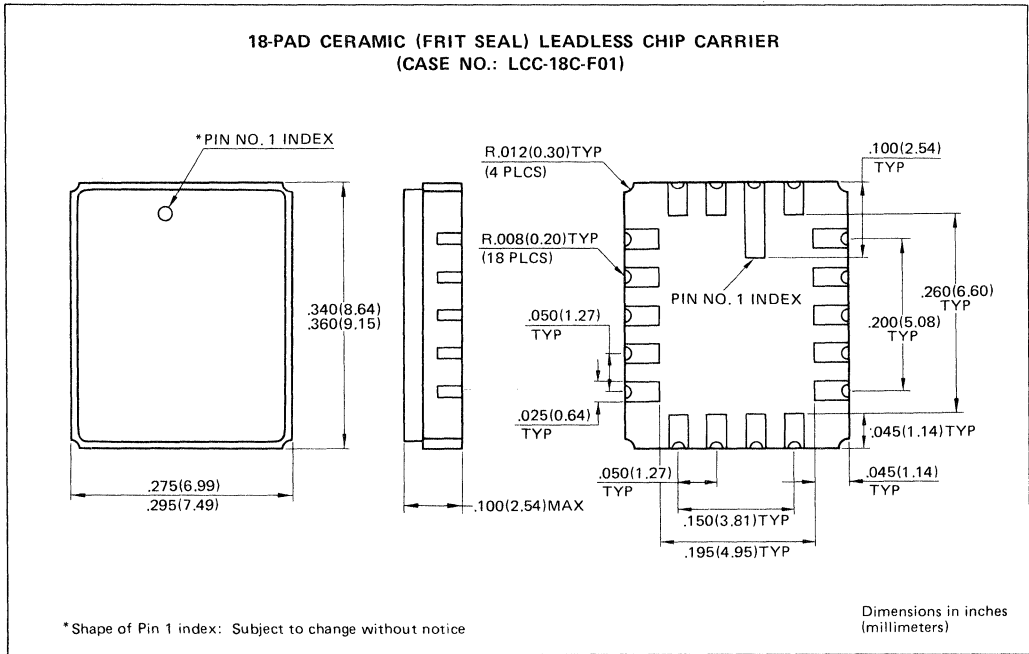 18-PAD CERAMIC (FRIT SEAL) LEADLESS CHIP CARRIER
(CASE NO.: LCC-18C-F01)
*PIN NO. 1 INDEX
R.012(0.30)TYP
(4 PLCS)
.100(2.54)
TYP
R.008(0.20)TYP
(18 PLCS)
PIN NO. 1 INDEX
.340(8.64)
.360(9.15)
.260(6.60)
TYP
.050(1.27)
TYP
.200(5.08)
TYP
.025(0.64)
TYP
.045(1.14)TYP
.275(6.99)
.295(7.49)
.100(2.54)MAX
.050(1.27)
TYP
.045(1.14)
TYP
.150(3.81)TYP
.195(4.95)TYP
*Shape of Pin 1 index: Subject to change without notice
Dimensions in inches
(millimeters)